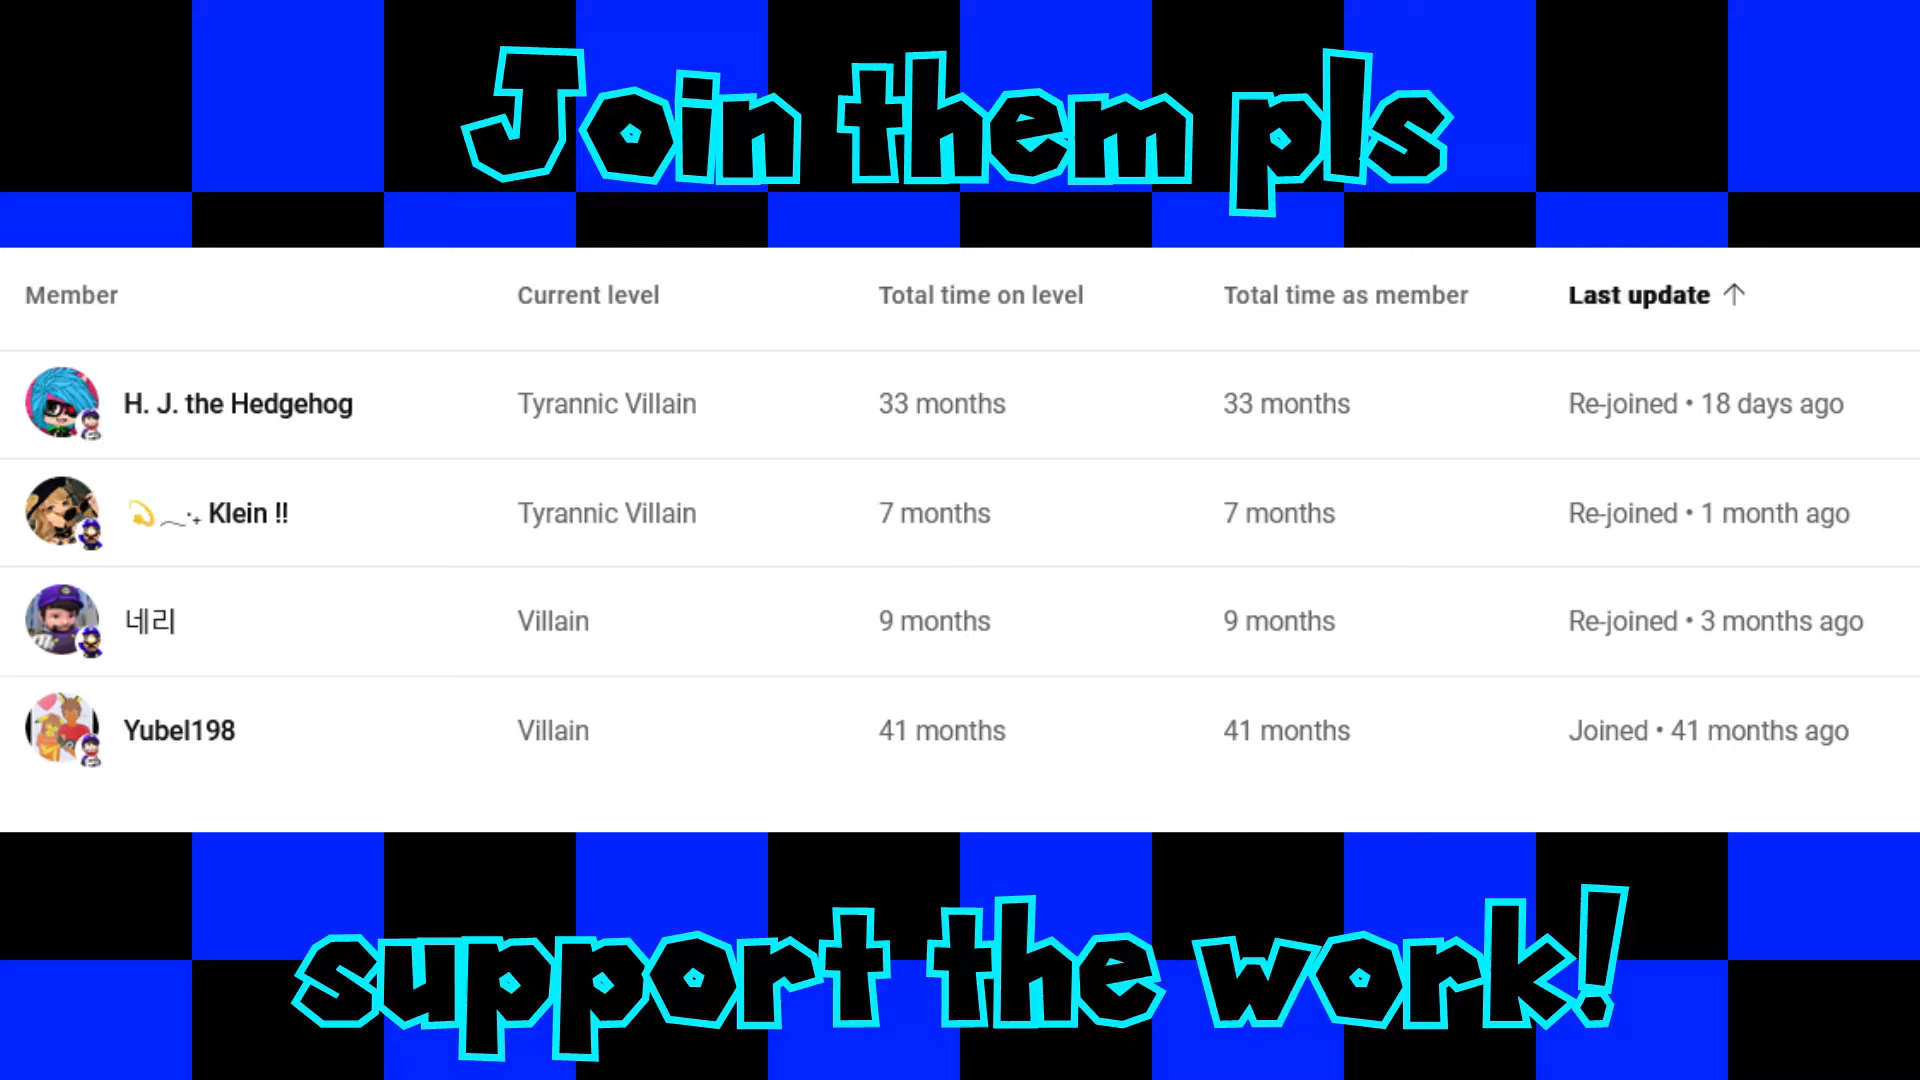 Join them pls
Member Current level Total time on level Total time as member Last update ↑
H. J. the Hedgehog Tyrannic Villain 33 months 33 months Re-joined • 18 days ago
💫︵‧₊ Klein !! Tyrannic Villain 7 months 7 months Re-joined • 1 month ago
네리 Villain 9 months 9 months Re-joined • 3 months ago
Yubel198 Villain 41 months 41 months Joined • 41 months ago
support the work!